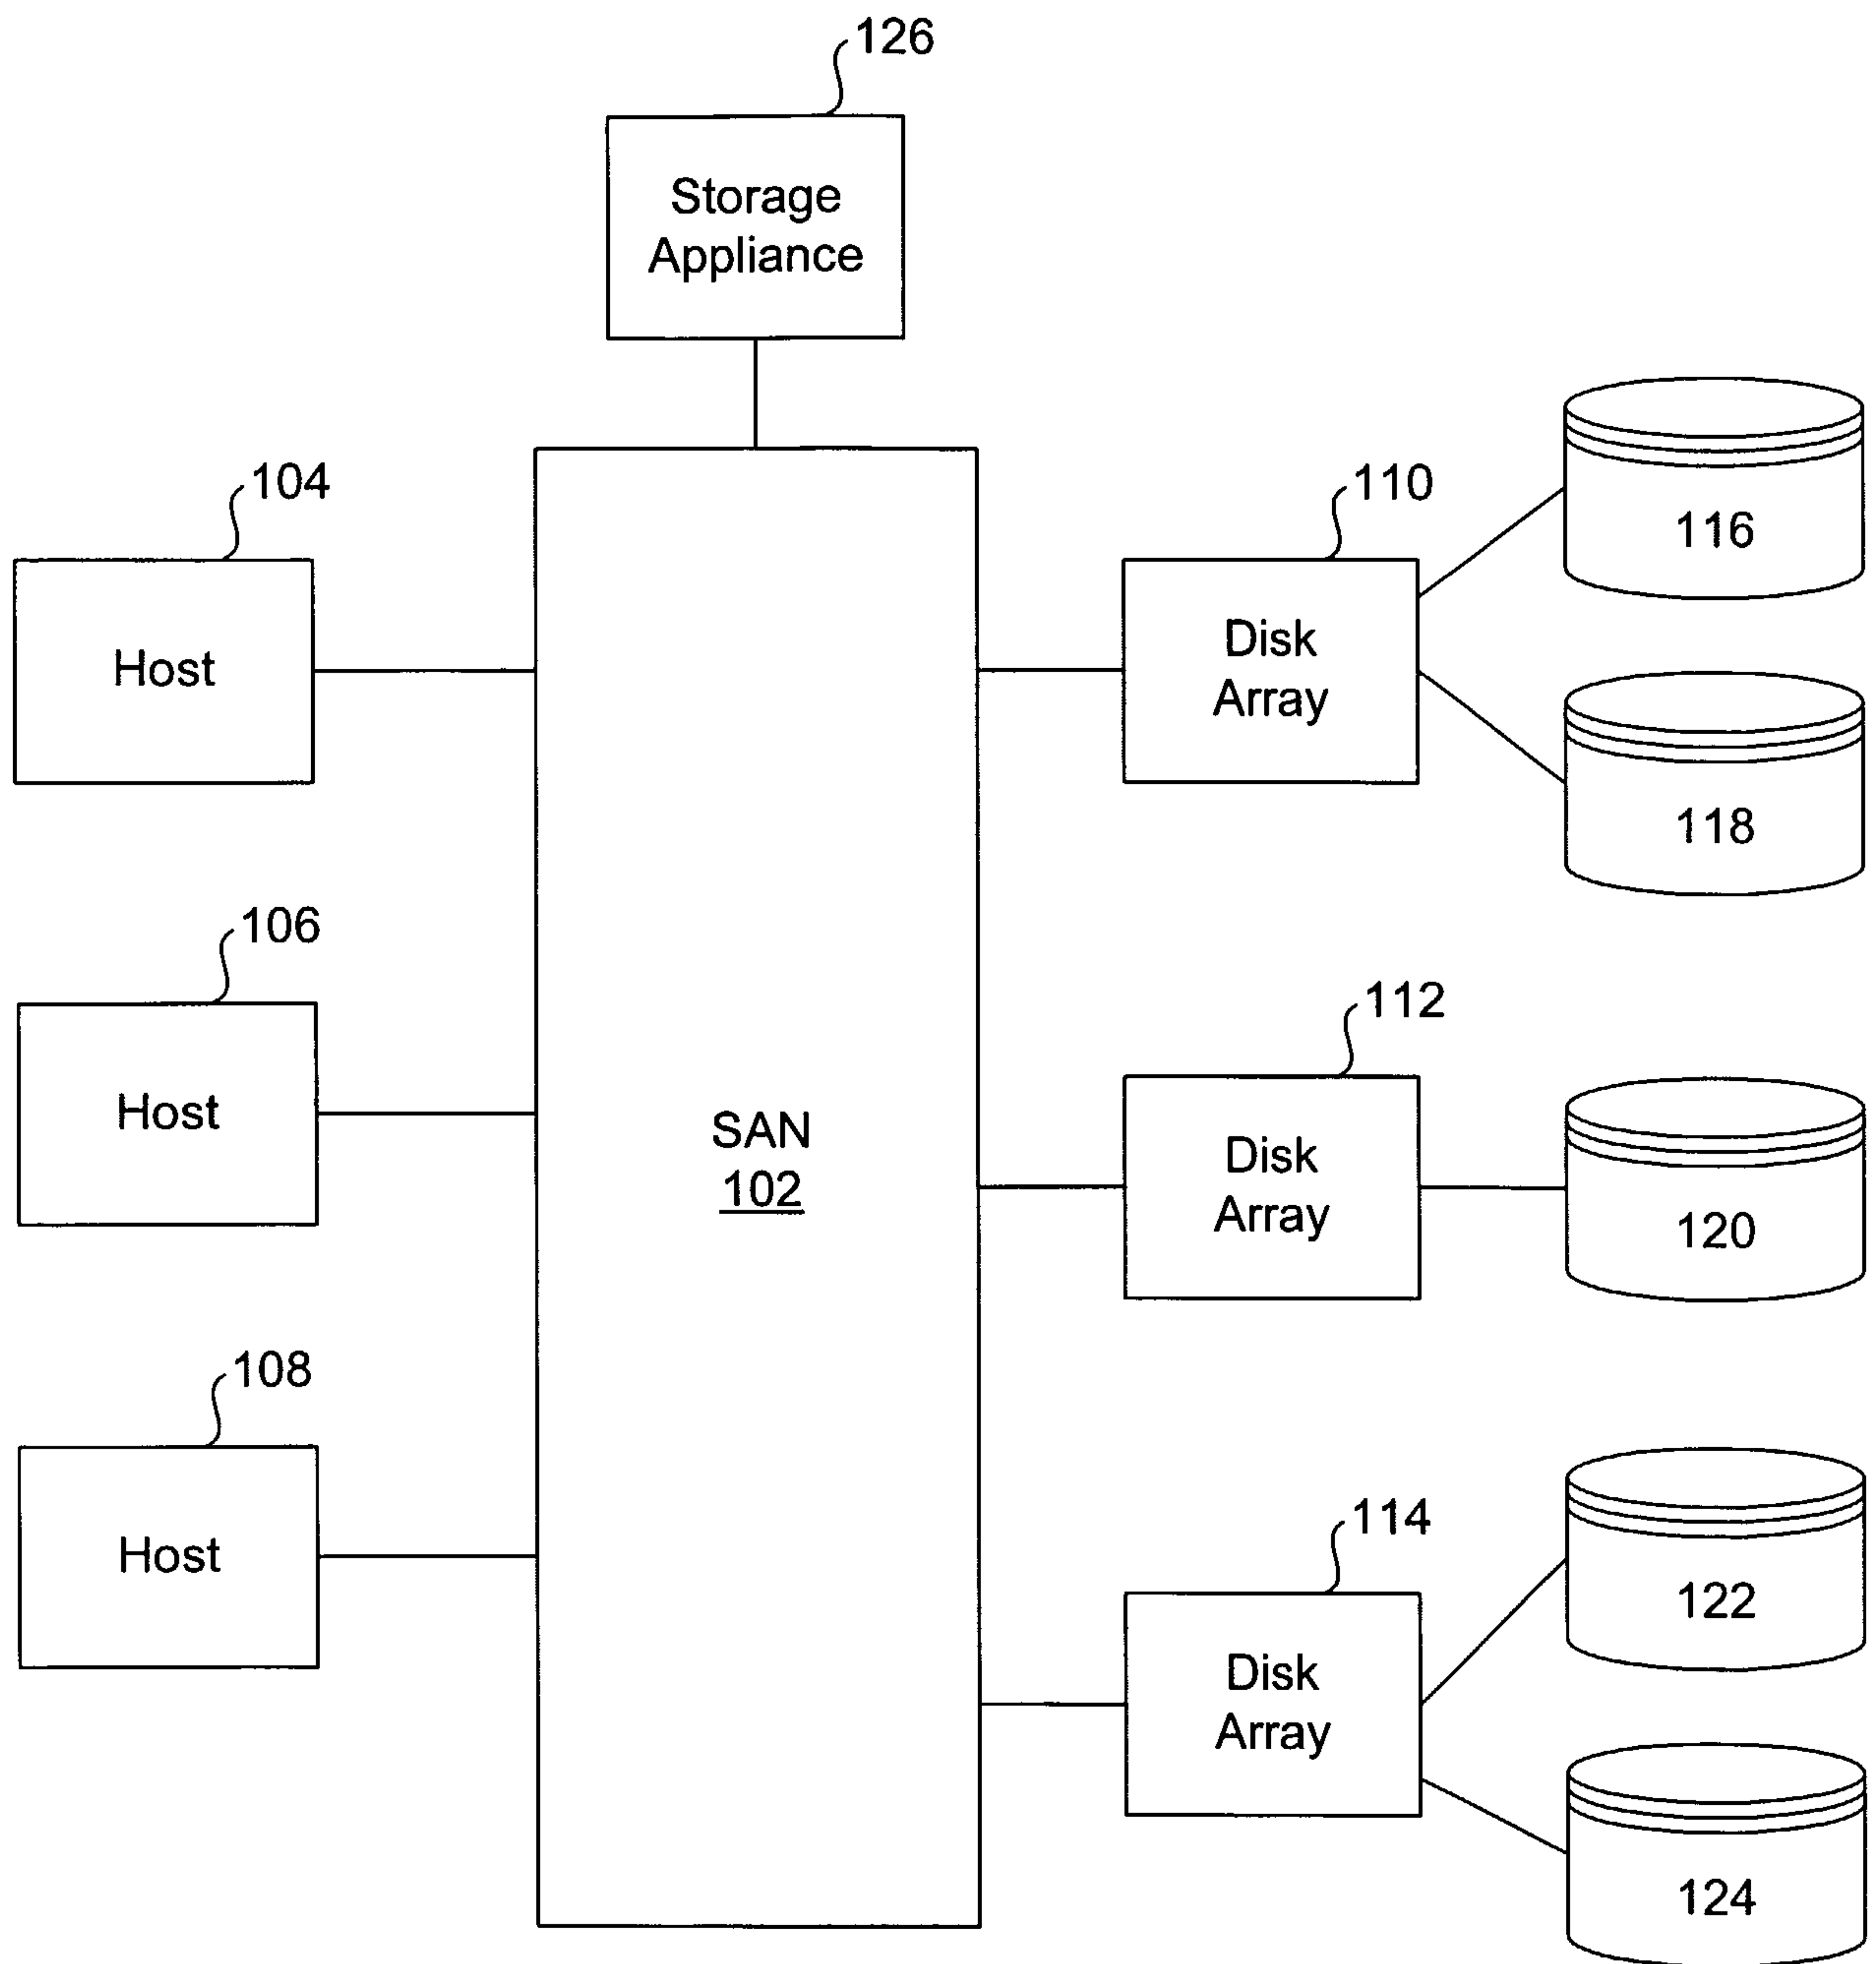 126
Storage
Appliance
104
110
116
Host
Disk
Array
118
106
112
Host
SAN
102
Disk
Array
120
108
114
Host
122
Disk
Array
124